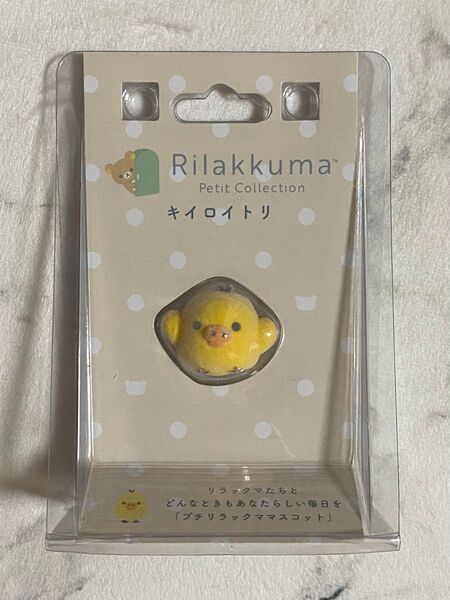 Rilakkuma™
Petit Collection
キイロイトリ
リラックマたちと
どんなときもあなたらしい毎日を
「プチリラックママスコット」